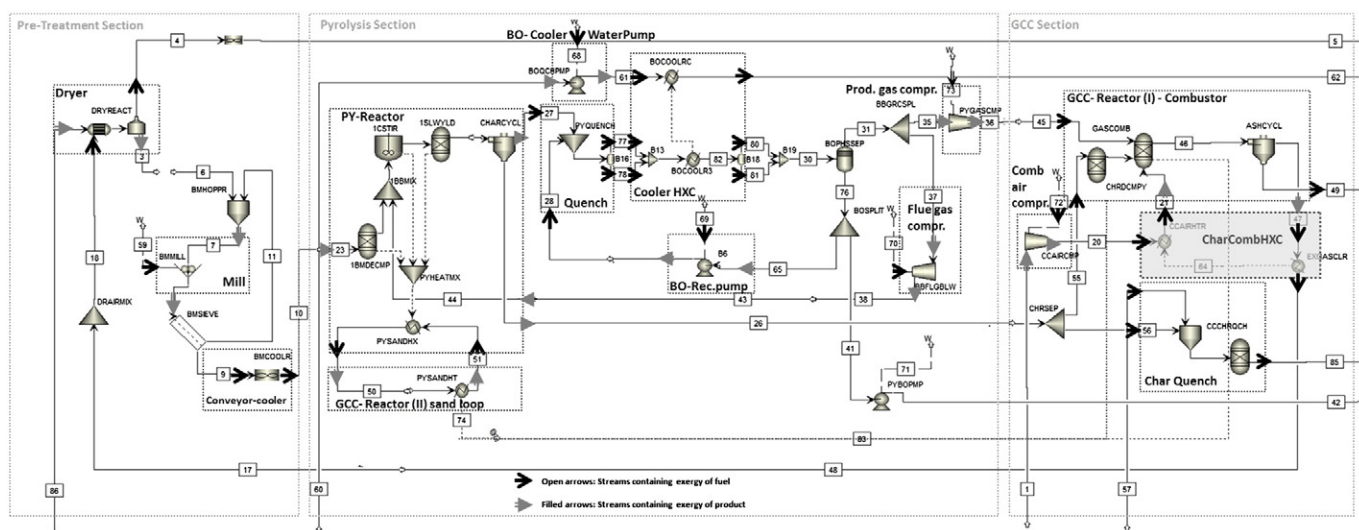 Pre-Treatment Section
Pyrolysis Section
GCC Section
4
5
BO- Cooler WaterPump
W
68
BOQCBPMP
61
BOCOOLRC
62
Dryer
DRYREACT
3
6
BMHOPPR
W
59
7
11
BMMILL
Mill
BMSIEVE
18
DRAIRMIX
10
BMCOOLR
9
Conveyor-cooler
17
86
PY-Reactor
1CSTIR
1SLWYLD
CHARCYCL
1BBMIX
23
1BMDECMP
PYHEATMX
44
PYSANDHX
51
50
PYSANDHT
GCC- Reactor (II) sand loop
74
60
27
PYQUENCH
28
Quench
77
78
B16
B13
BOCOOLR3
82
Cooler HXC
80
81
B18
B19
30
W
69
B6
BO-Rec.pump
65
43
38
26
31
BBGRCSPL
35
BOPHSSEP
76
BOSPLIT
37
Flue gas
compr.
W
70
BBFLGBLW
Prod. gas compr.
W
73
PYGASCMP
36
41
W
71
PYBOPMP
42
83
48
GCC- Reactor (I) - Combustor
45
GASCOMB
46
ASHCYCL
49
CHRDCMPY
Comb
air
compr.
W
72
CCAIRCMP
20
21
CCAIRHTR
CharCombHXC
47
64
55
CHRSEP
56
CCCHRQCH
85
Char Quench
1
57
Open arrows: Streams containing exergy of fuel
Filled arrows: Streams containing exergy of product